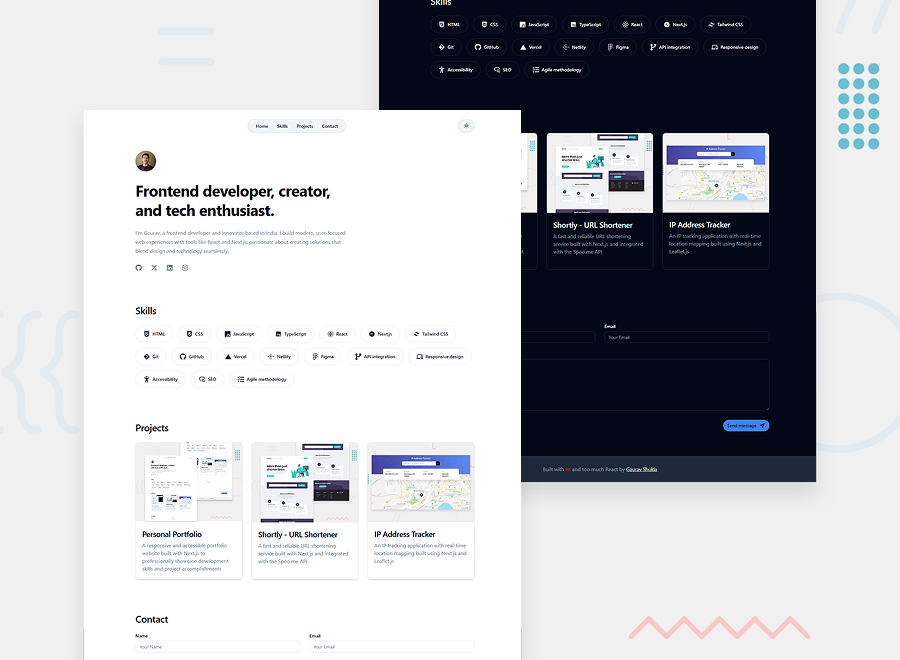 Skills
HTML
CSS
JavaScript
TypeScript
React
Next.js
Tailwind CSS
Git
GitHub
Vercel
Netlify
Figma
API integration
Responsive design
Accessibility
SEO
Agile methodology
Shortly - URL Shortener
A fast and reliable URL shortening
service built with Next.js and integrated
with the Spoo.me API
IP Address Tracker
An IP tracking application with real-time
location mapping built using Next.js and
Leaflet.js
Email
Your Email
Send message
Built with ❤ and too much React by Gaurav Shukla
Home
Skills
Projects
Contact
Frontend developer, creator,
and tech enthusiast.
I'm Gaurav, a frontend developer and innovator based in India. I build modern, user-focused
web experiences with tools like React and Next.js, passionate about creating solutions that
blend design and technology seamlessly.
Skills
HTML
CSS
JavaScript
TypeScript
React
Next.js
Tailwind CSS
Git
GitHub
Vercel
Netlify
Figma
API integration
Responsive design
Accessibility
SEO
Agile methodology
Projects
More than just
shorter links
IP Address Tracker
Personal Portfolio
A responsive and accessible portfolio
website built with Next.js to
professionally showcase development
skills and project accomplishments
Shortly - URL Shortener
A fast and reliable URL shortening
service built with Next.js and integrated
with the Spoo.me API
IP Address Tracker
An IP tracking application with real-time
location mapping built using Next.js and
Leaflet.js
Contact
Name
Your Name
Email
Your Email